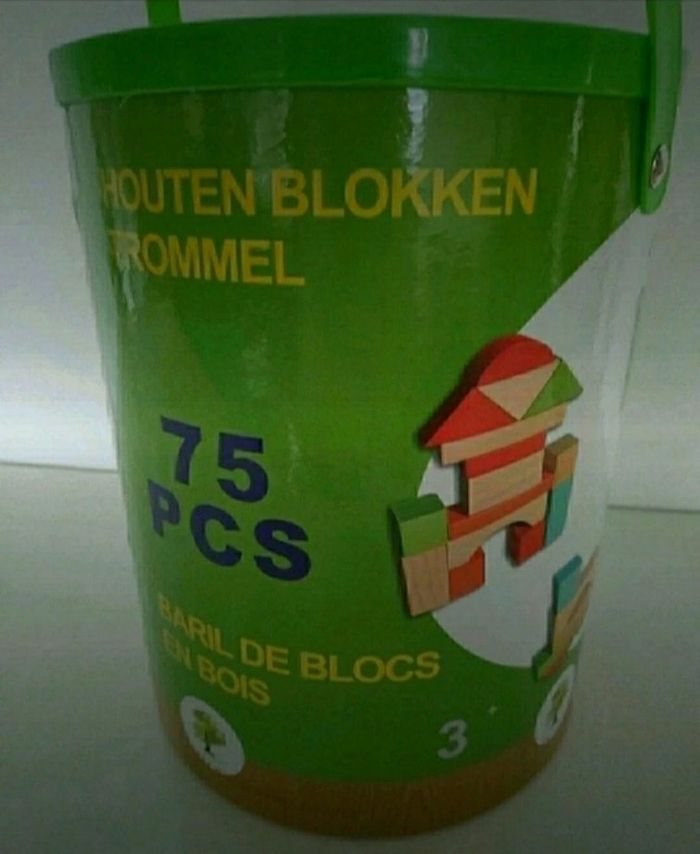 HOUTEN BLOKKEN
TROMMEL
75
PCS
BARIL DE BLOCS
EN BOIS
3+